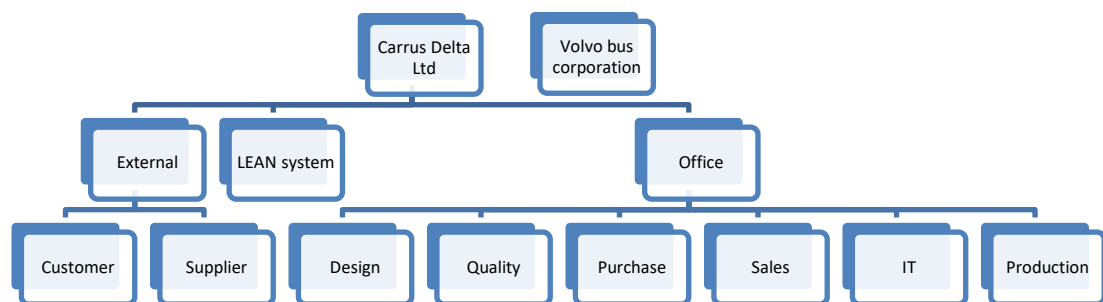 Carrus Delta
Ltd
Volvo bus
corporation
External
LEAN system
Office
Customer
Supplier
Design
Quality
Purchase
Sales
IT
Production